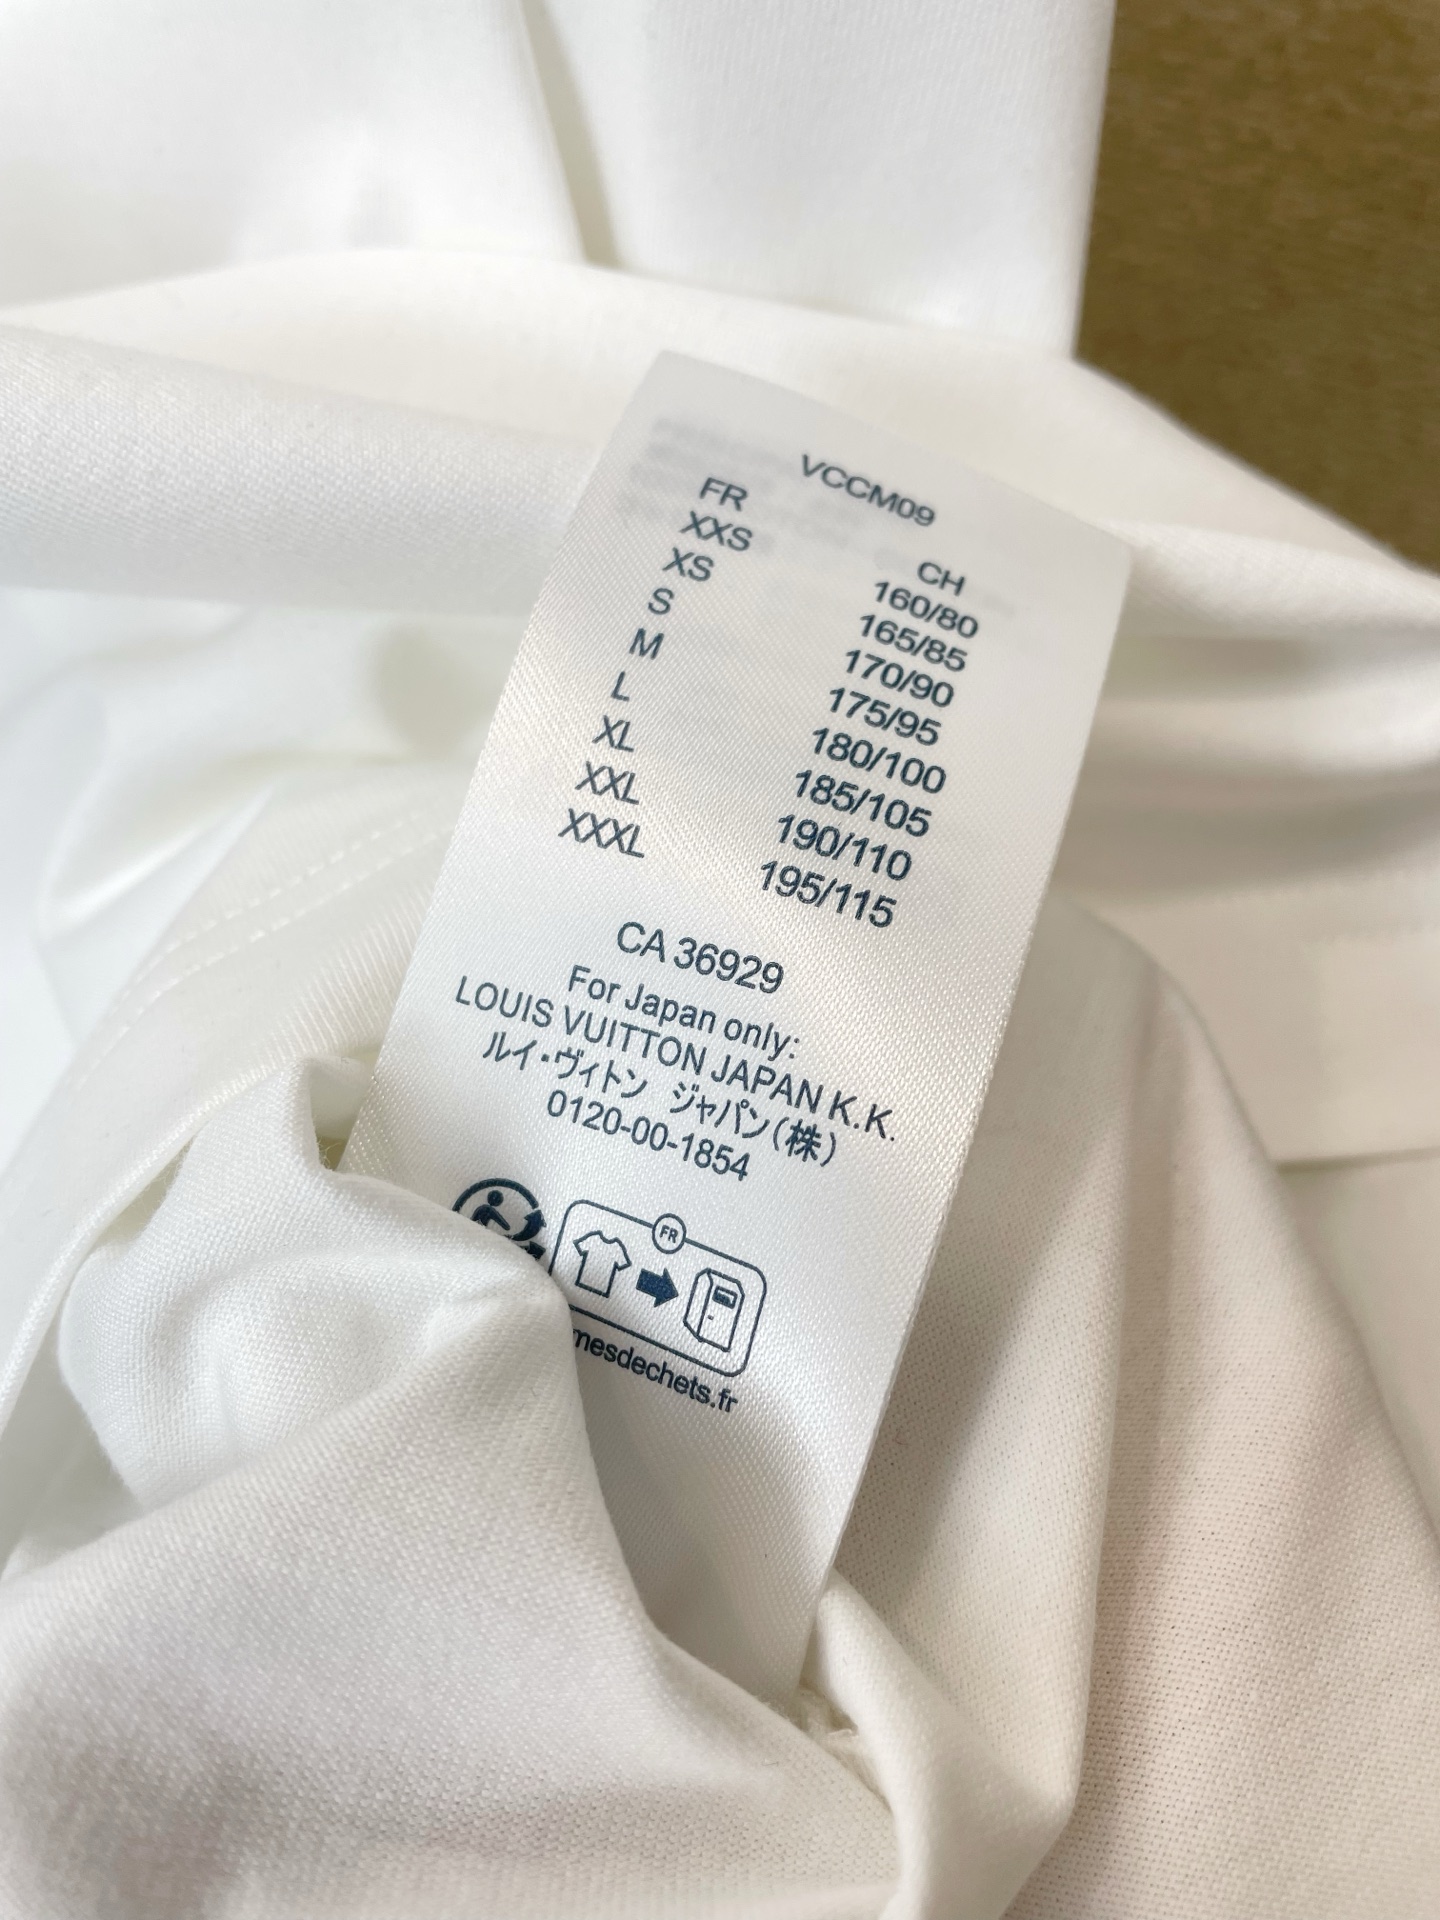 VCCM09
FR CH
XXS 160/80
XS 165/85
S 170/90
M 175/95
L 180/100
XL 185/105
XXL 190/110
XXXL 195/115
CA 36929
For Japan only:
LOUIS VUITTON JAPAN K.K.
ルイ・ヴィトン ジャパン(株)
0120-00-1854
FR
mesdechets.fr